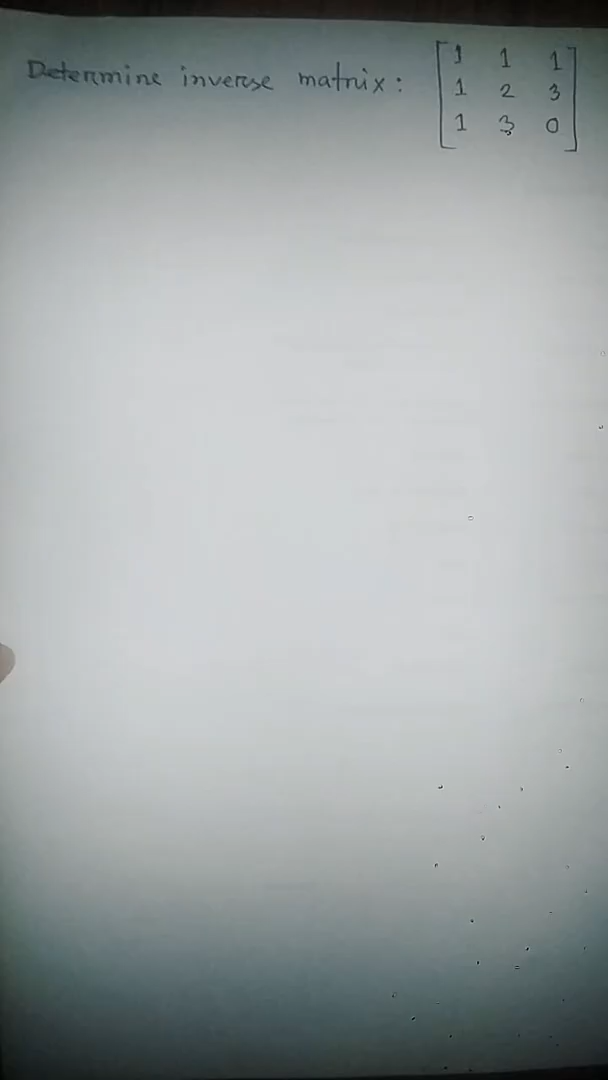 Determine inverse matrix: [1 1 1
1 2 3
1 3 0]